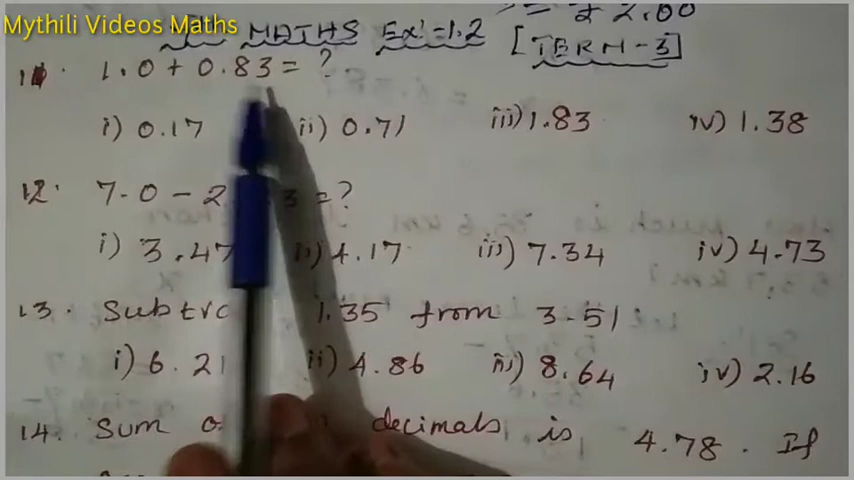 Mythili Videos Maths
= ₹ 2.00
MATHS Ex:=1.2 [TERM-3]
11. 1.0 + 0.83 = ?
i) 0.17 ii) 0.71 iii) 1.83 iv) 1.38
12. 7.0 - 2. 3 = ?
i) 3.47 ii) 4.17 iii) 7.34 iv) 4.73
13. 1.35 from 3.51
i) 6.21 ii) 4.86 iii) 8.64 iv) 2.16
14. Sum decimals is 4.78. If